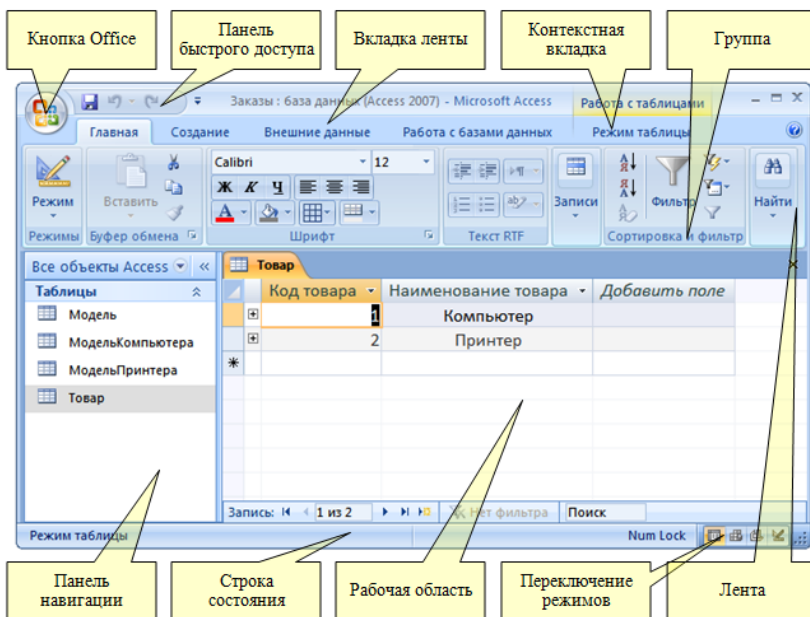 Кнопка Office
Панель
быстрого доступа
Вкладка ленты
Контекстная
вкладка
Группа
Заказы : база данных (Access 2007) - Microsoft Access
Работа с таблицами
Главная
Создание
Внешние данные
Работа с базами данных
Режим таблицы
Режим
Вставить
Calibri
12
Ж К Ч
Записи
Фильтр
Найти
Режимы
Буфер обмена
Шрифт
Текст RTF
Сортировка и фильтр
Все объекты Access
Товар
Таблицы
Код товара
Наименование товара
Добавить поле
Модель
1
Компьютер
МодельКомпьютера
2
Принтер
МодельПринтера
Товар
Запись:
1 из 2
Нет фильтра
Поиск
Режим таблицы
Num Lock
Панель
навигации
Строка
состояния
Рабочая область
Переключение
режимов
Лента